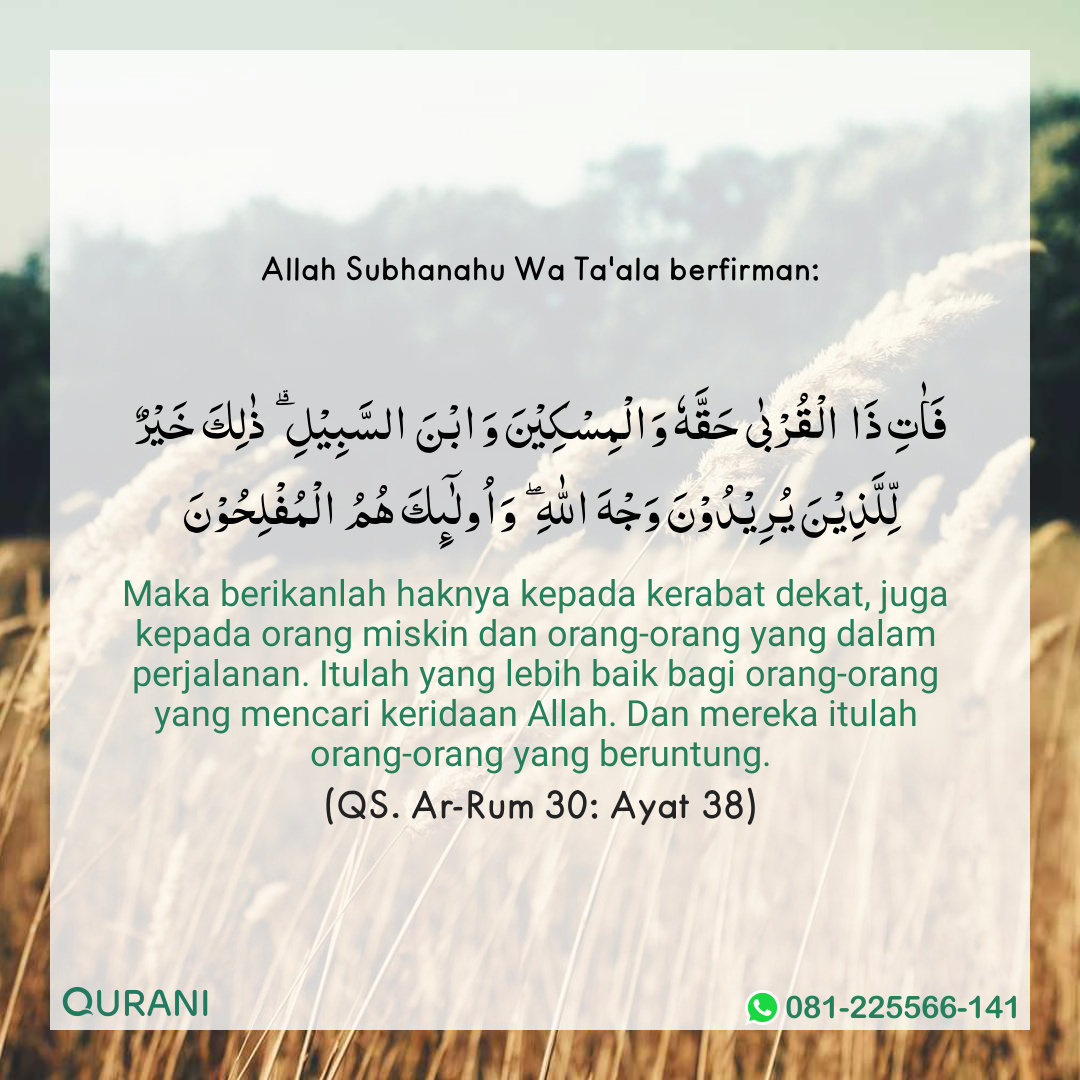 Allah Subhanahu Wa Ta'ala berfirman:
فَاٰتِ ذَا الْقُرْبٰى حَقَّهٗ وَالْمِسْكِيْنَ وَابْنَ السَّبِيْلِۗ ذٰلِكَ خَيْرٌ
لِّلَّذِيْنَ يُرِيْدُوْنَ وَجْهَ اللّٰهِۖ وَاُولٰۤىِٕكَ هُمُ الْمُفْلِحُوْنَ
Maka berikanlah haknya kepada kerabat dekat, juga
kepada orang miskin dan orang-orang yang dalam
perjalanan. Itulah yang lebih baik bagi orang-orang
yang mencari keridaan Allah. Dan mereka itulah
orang-orang yang beruntung.
(QS. Ar-Rum 30: Ayat 38)
QURANI
081-225566-141